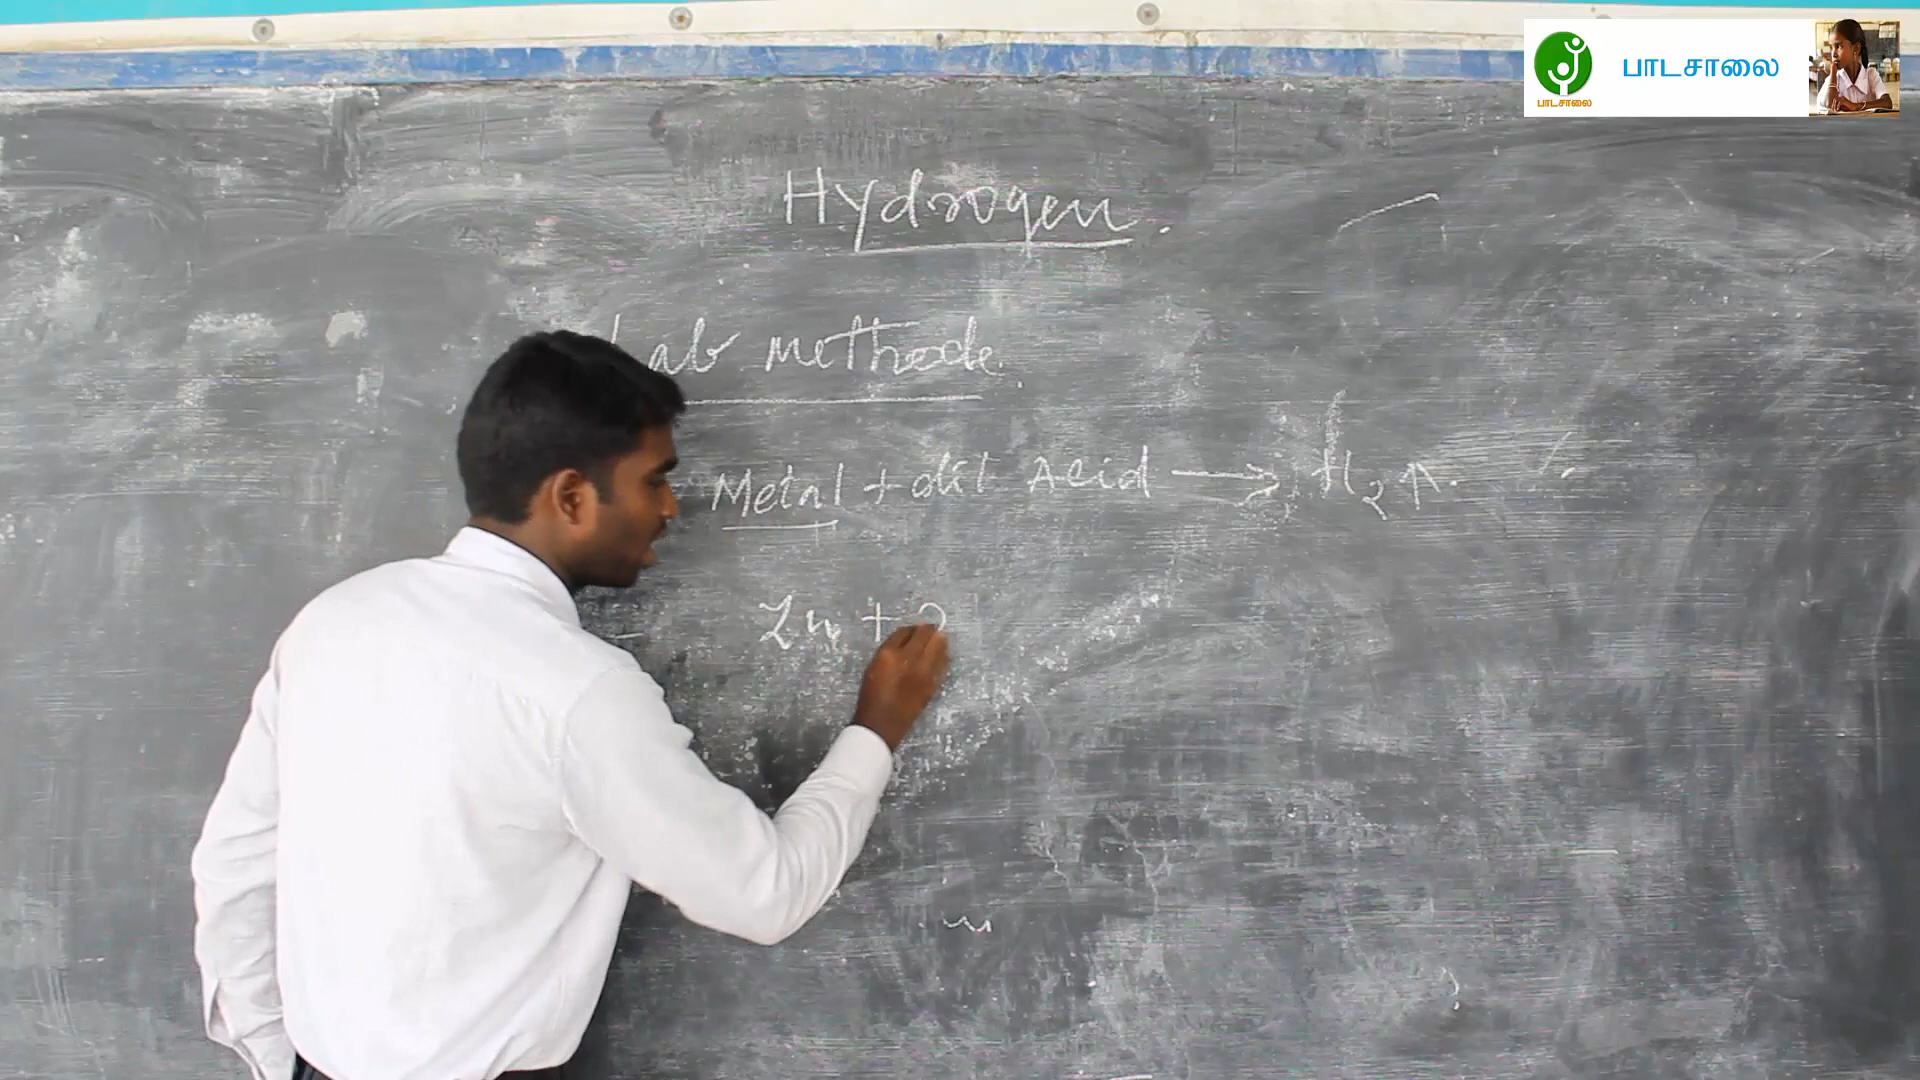 பாடசாலை
பாடசாலை
Hydrogen.
Lab Methode.
Metal + dil Acid → H₂↑.
Zn + 2